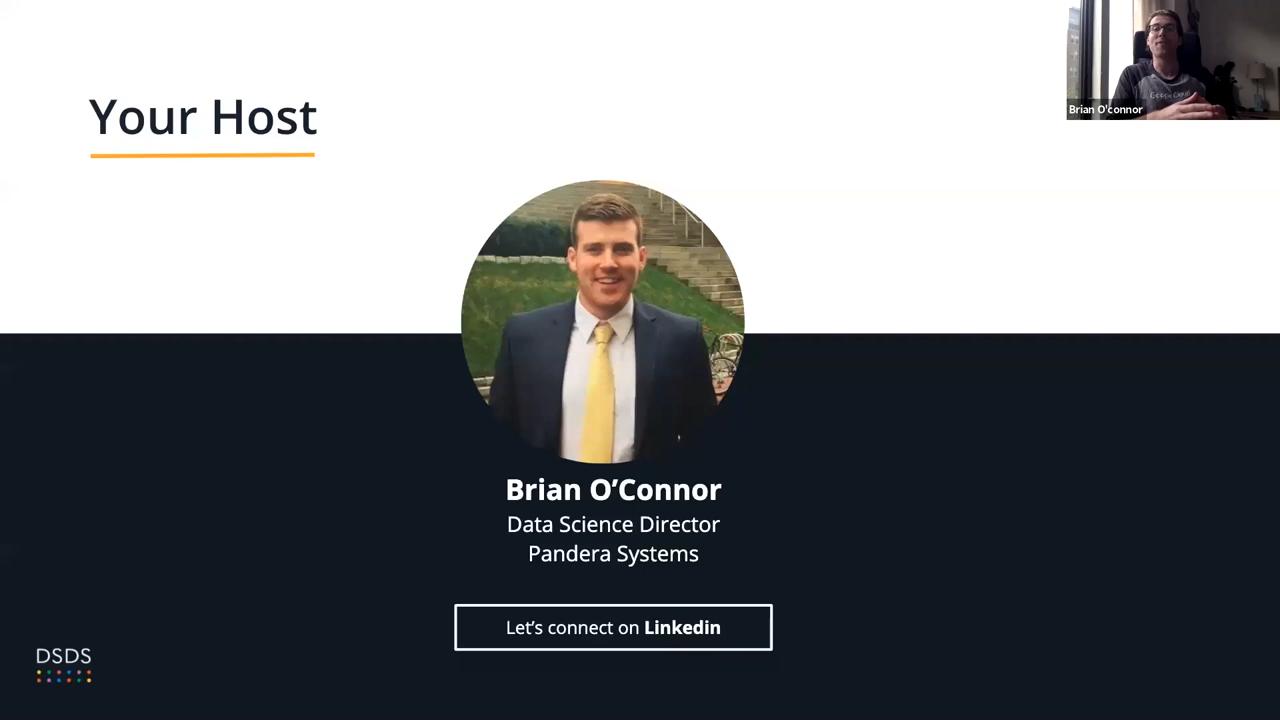 Your Host
Brian O'connor
Brian O’Connor
Data Science Director
Pandera Systems
Let’s connect on Linkedin
DSDS